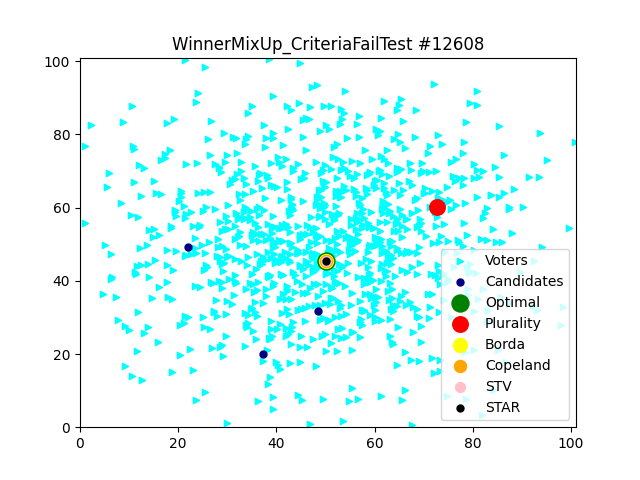 WinnerMixUp_CriteriaFailTest #12608
100
80
60
40
20
0
0
20
40
60
80
100
Voters
Candidates
Optimal
Plurality
Borda
Copeland
STV
STAR